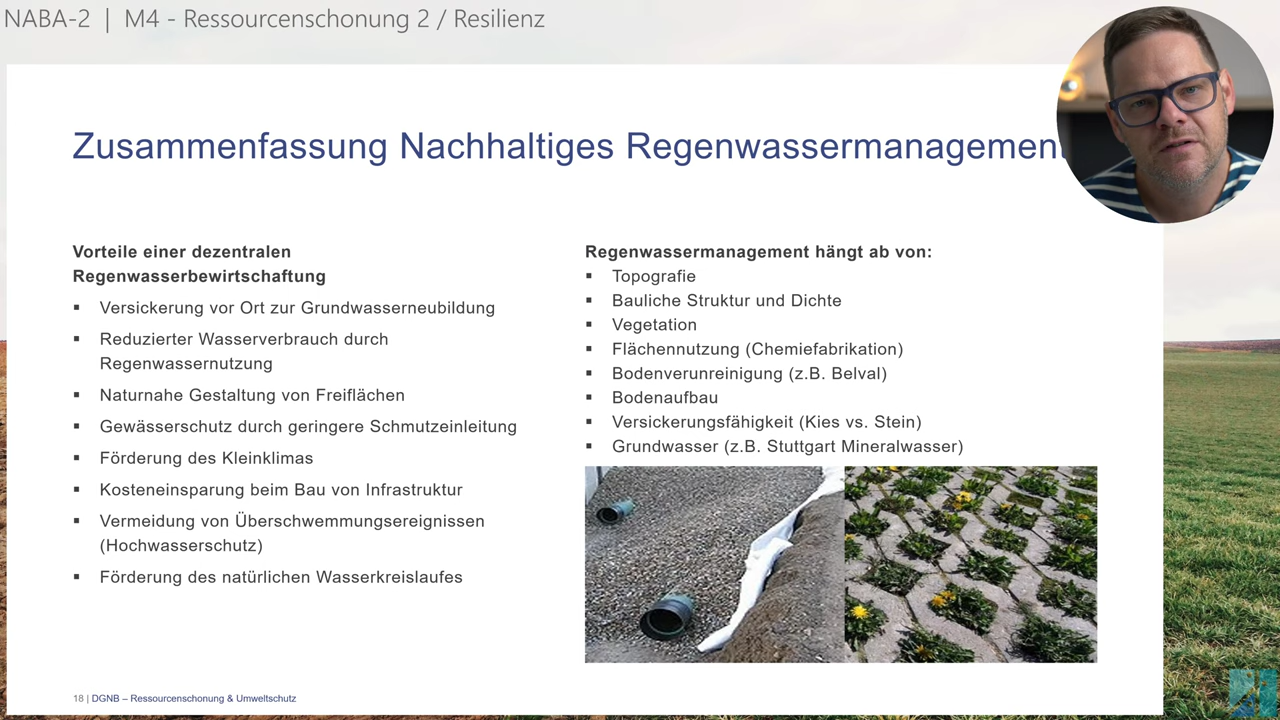 NABA-2 | M4 - Ressourcenschonung 2 / Resilienz
Zusammenfassung Nachhaltiges Regenwassermanagement
Vorteile einer dezentralen
Regenwasserbewirtschaftung
▪ Versickerung vor Ort zur Grundwasserneubildung
▪ Reduzierter Wasserverbrauch durch
Regenwassernutzung
▪ Naturnahe Gestaltung von Freiflächen
▪ Gewässerschutz durch geringere Schmutzeinleitung
▪ Förderung des Kleinklimas
▪ Kosteneinsparung beim Bau von Infrastruktur
▪ Vermeidung von Überschwemmungsereignissen
(Hochwasserschutz)
▪ Förderung des natürlichen Wasserkreislaufes
Regenwassermanagement hängt ab von:
▪ Topografie
▪ Bauliche Struktur und Dichte
▪ Vegetation
▪ Flächennutzung (Chemiefabrikation)
▪ Bodenverunreinigung (z.B. Belval)
▪ Bodenaufbau
▪ Versickerungsfähigkeit (Kies vs. Stein)
▪ Grundwasser (z.B. Stuttgart Mineralwasser)
18 | DGNB – Ressourcenschonung & Umweltschutz